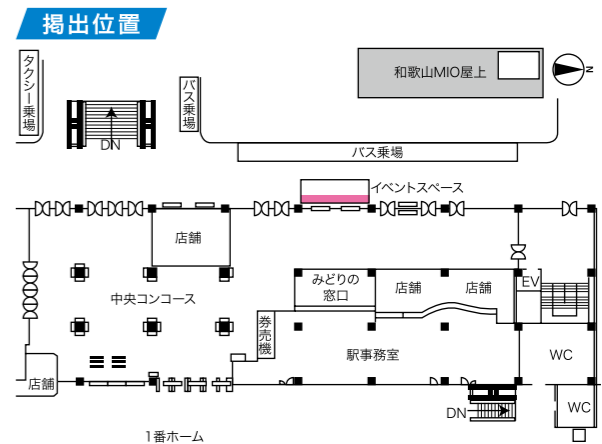 掲出位置
タクシー乗場
バス乗場
和歌山MIO屋上
N
DN
バス乗場
イベントスペース
店舗
みどりの
窓口
店舗
店舗
EV
中央コンコース
券売機
駅事務室
WC
店舗
DN
WC
1番ホーム